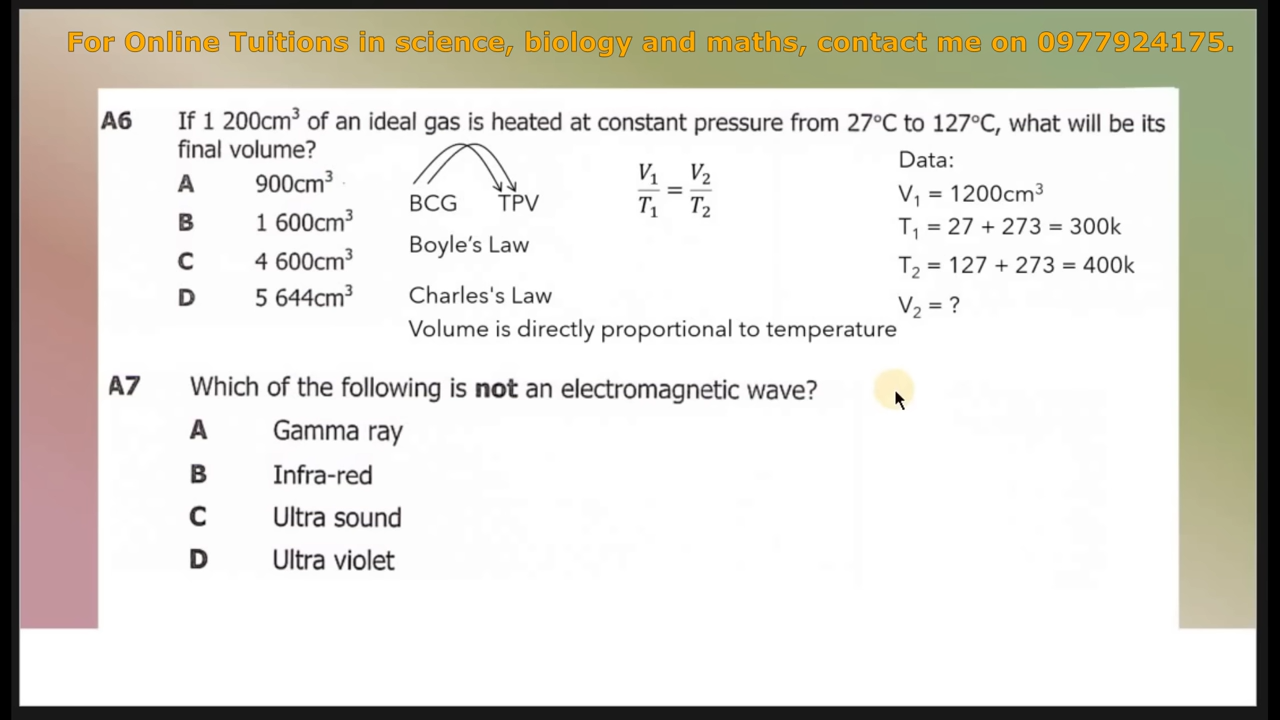 For Online Tuitions in science, biology and maths, contact me on 0977924175.
A6 If 1 200cm³ of an ideal gas is heated at constant pressure from 27°C to 127°C, what will be its
final volume?
A 900cm³
B 1 600cm³
C 4 600cm³
D 5 644cm³
BCG TPV
Boyle's Law
Charles's Law
Volume is directly proportional to temperature
V₁/T₁ = V₂/T₂
Data:
V₁ = 1200cm³
T₁ = 27 + 273 = 300k
T₂ = 127 + 273 = 400k
V₂ = ?
A7 Which of the following is not an electromagnetic wave?
A Gamma ray
B Infra-red
C Ultra sound
D Ultra violet